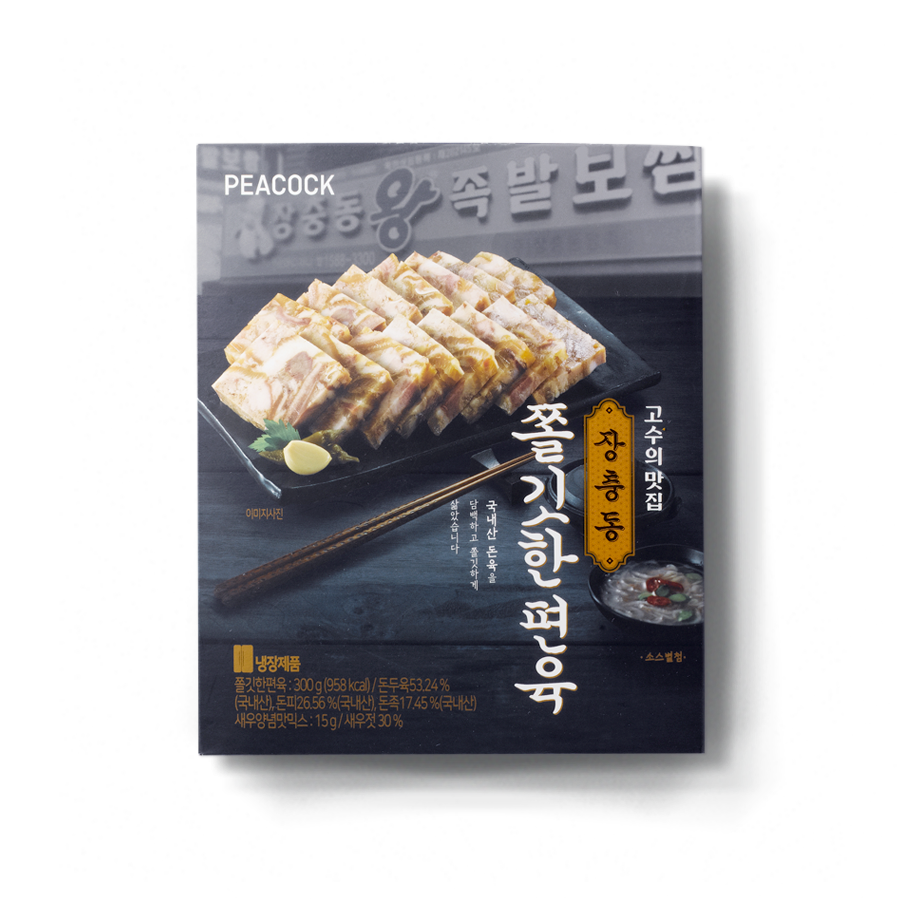 PEACOCK
장충동왕족발보쌈
고수의 맛집
장충동
쫄깃한편육
국내산 돈육을
담백하고 쫄깃하게
삶았습니다
이미지사진
·소스별첨·
냉장제품
쫄깃한편육 : 300 g (958 kcal) / 돈두육53.24 %
(국내산), 돈피26.56 %(국내산), 돈족17.45 %(국내산)
새우양념맛믹스 : 15 g / 새우젓 30 %